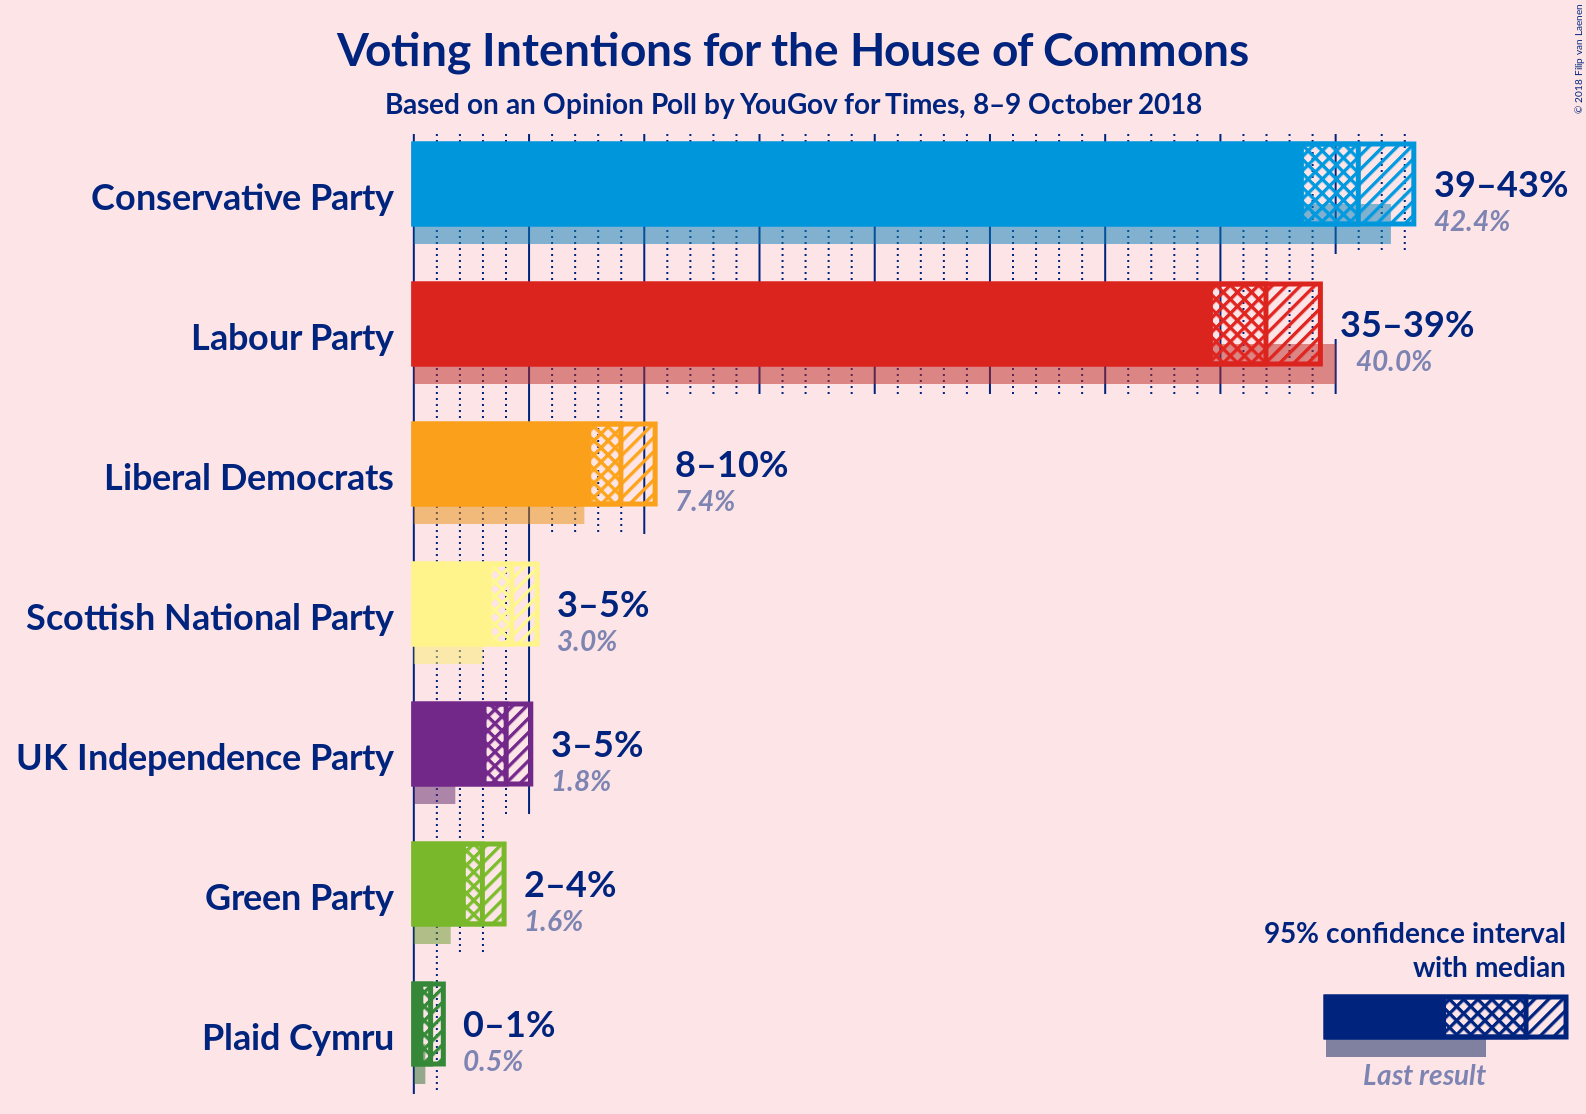 Voting Intentions for the House of Commons
Based on an Opinion Poll by YouGov for Times, 8–9 October 2018
© 2018 Filip van Laenen
Conservative Party
39–43%
42.4%
Labour Party
35–39%
40.0%
Liberal Democrats
8–10%
7.4%
Scottish National Party
3–5%
3.0%
UK Independence Party
3–5%
1.8%
Green Party
2–4%
1.6%
Plaid Cymru
0–1%
0.5%
95% confidence interval
with median
Last result